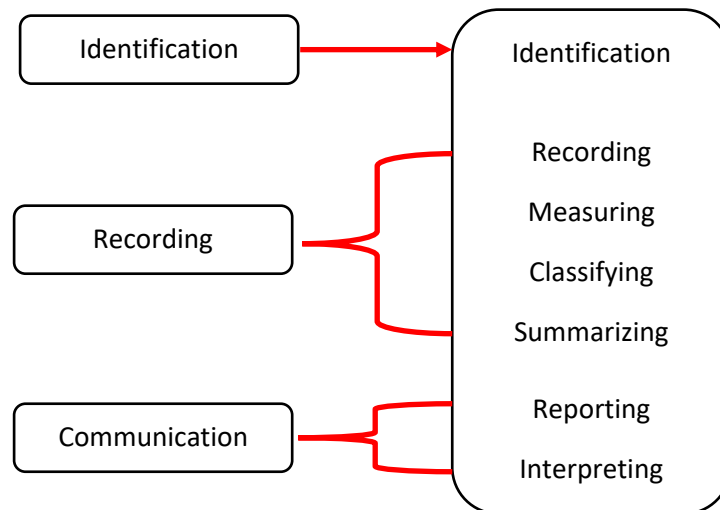 Identification
Identification
Recording
Measuring
Recording
Classifying
Summarizing
Reporting
Communication
Interpreting